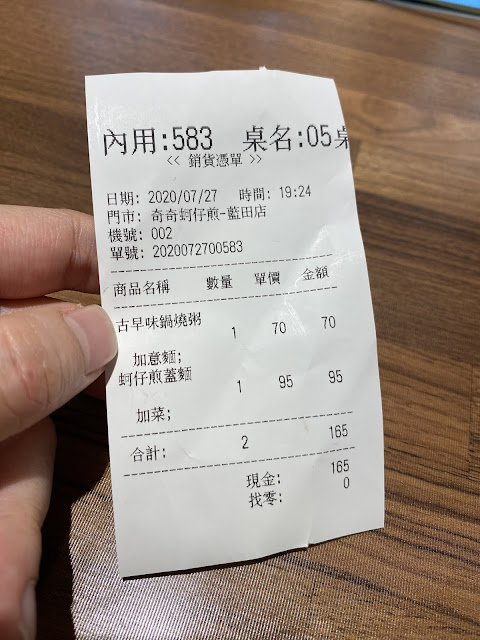 內用:583 桌名:05桌
<< 銷貨憑單 >>
日期: 2020/07/27 時間: 19:24
門市: 奇奇蚵仔煎-藍田店
機號: 002
單號: 2020072700583
商品名稱 數量 單價 金額
古早味鍋燒粥 1 70 70
加意麵;
蚵仔煎蓋麵 1 95 95
加菜;
合計: 2 165
現金: 165
找零: 0